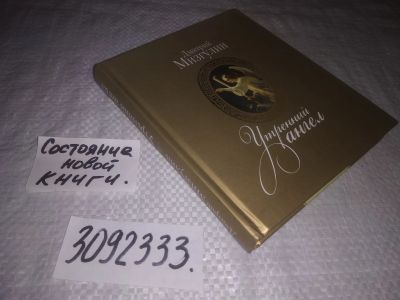 Дмитрий
Мизгулин
Утренний
ангел
Состояние
новой
книги.
3092333.